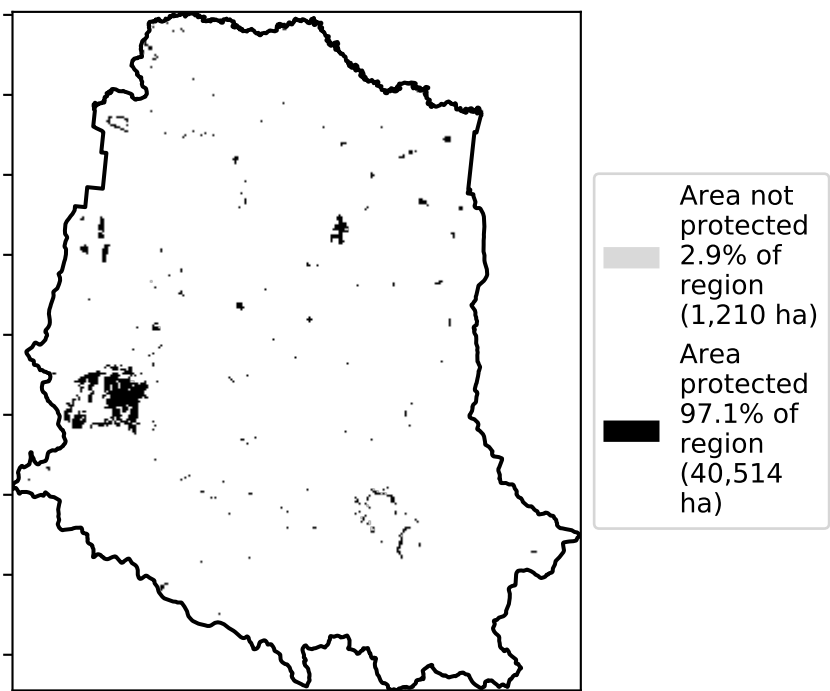 Area not
protected
2.9% of
region
(1,210 ha)
Area
protected
97.1% of
region
(40,514
ha)